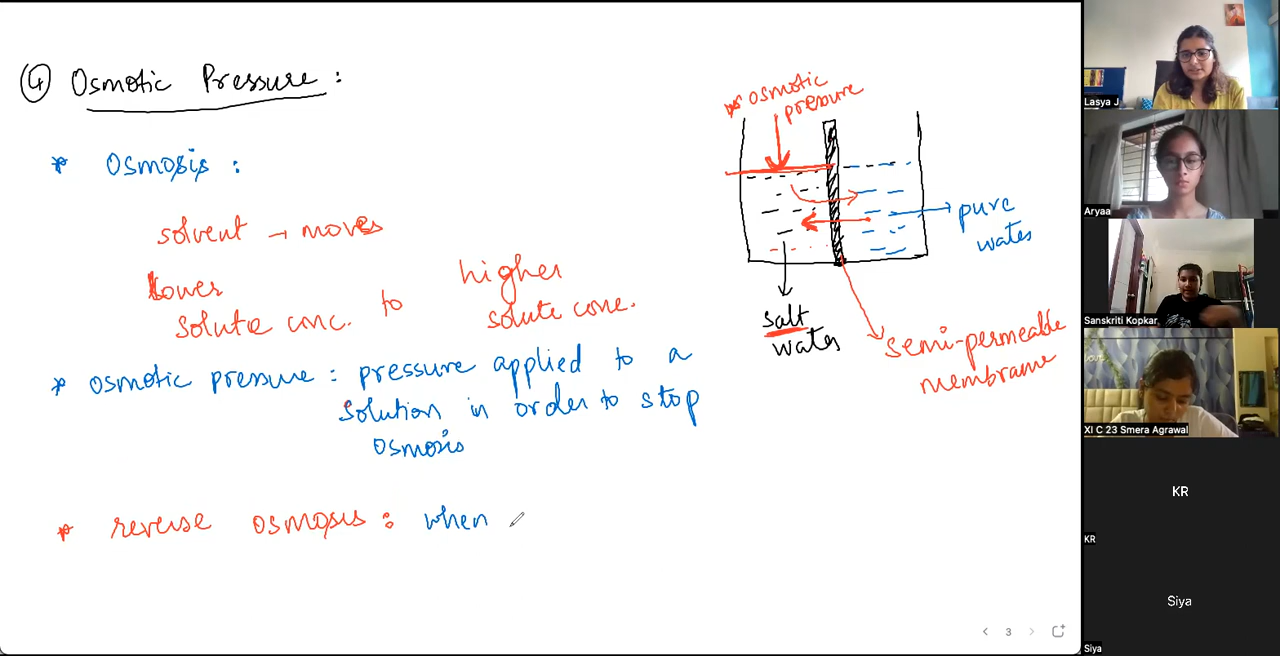 ④ Osmotic Pressure :
* Osmosis :
solvent → moves
lower solute conc. to higher solute conc.
* osmotic pressure : pressure applied to a
solution in order to stop
osmosis
* reverse osmosis : when
* osmotic
pressure
pure
water
salt
water
semi-permeable
membrane
3
Lasya J
Aryaa
Sanskriti Kopkar
XI C 23 Smera Agrawal
KR
KR
Siya
Siya